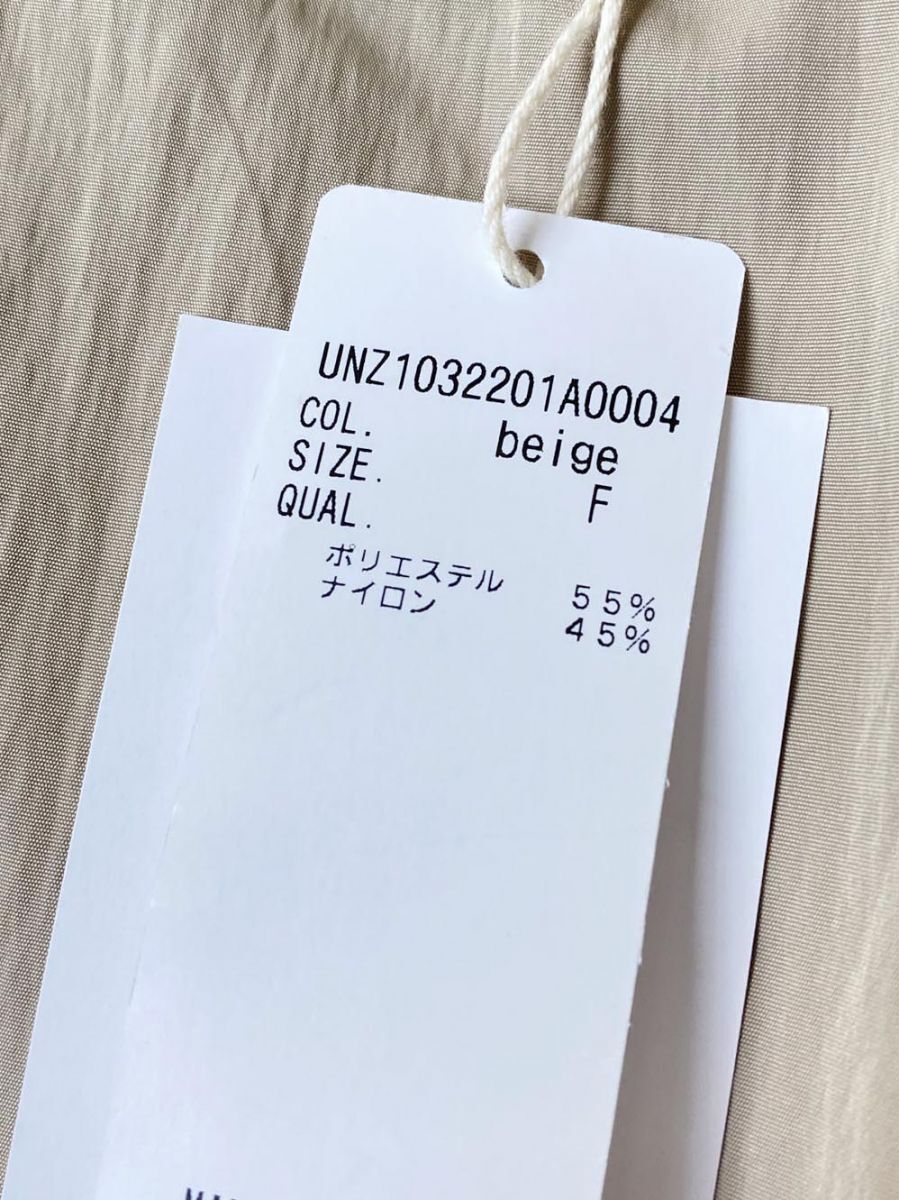 UNZ1032201A0004
COL. beige
SIZE. F
QUAL.
ポリエステル 55%
ナイロン 45%